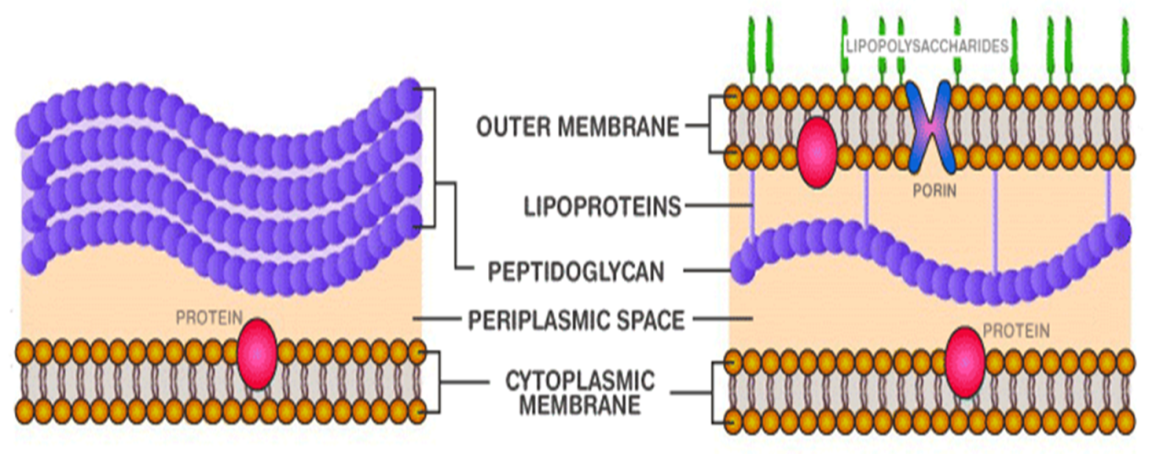 LIPOPOLYSACCHARIDES
OUTER MEMBRANE
PORIN
LIPOPROTEINS
PEPTIDOGLYCAN
PROTEIN
PERIPLASMIC SPACE
PROTEIN
CYTOPLASMIC
MEMBRANE